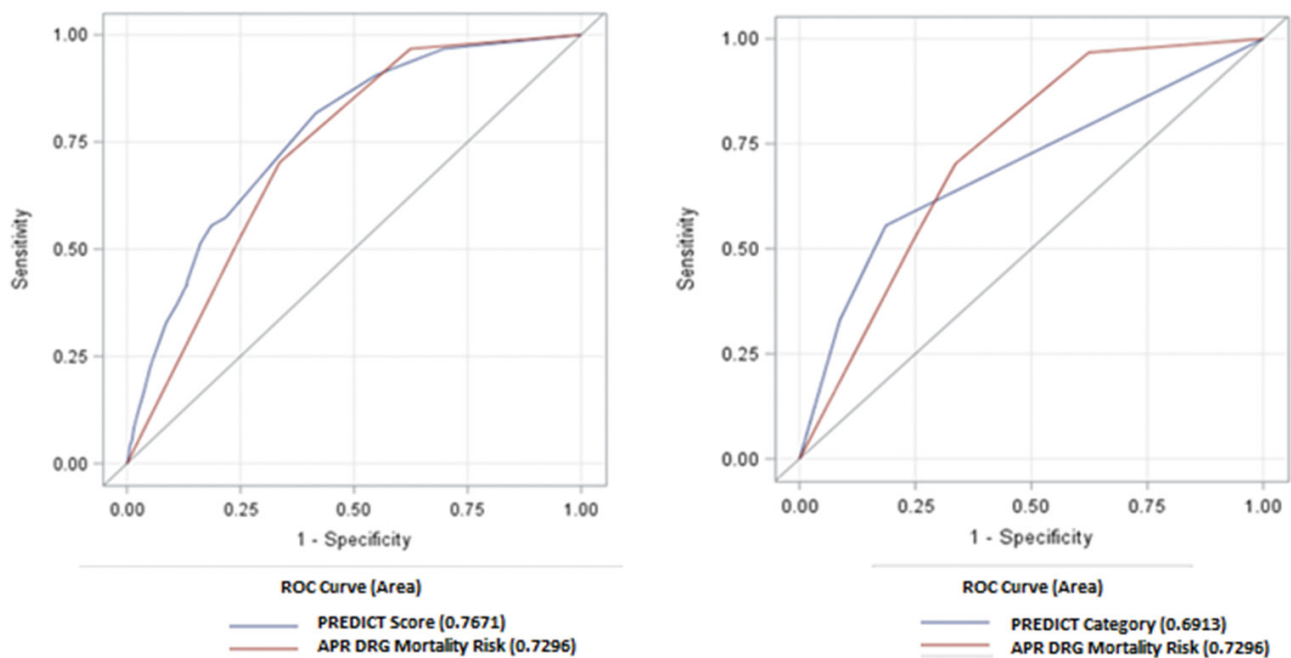 1.00
0.75
0.50
0.25
0.00
Sensitivity
0.00 0.25 0.50 0.75 1.00
1 - Specificity
ROC Curve (Area)
PREDICT Score (0.7671)
APR DRG Mortality Risk (0.7296)
1.00
0.75
0.50
0.25
0.00
Sensitivity
0.00 0.25 0.50 0.75 1.00
1 - Specificity
ROC Curve (Area)
PREDICT Category (0.6913)
APR DRG Mortality Risk (0.7296)